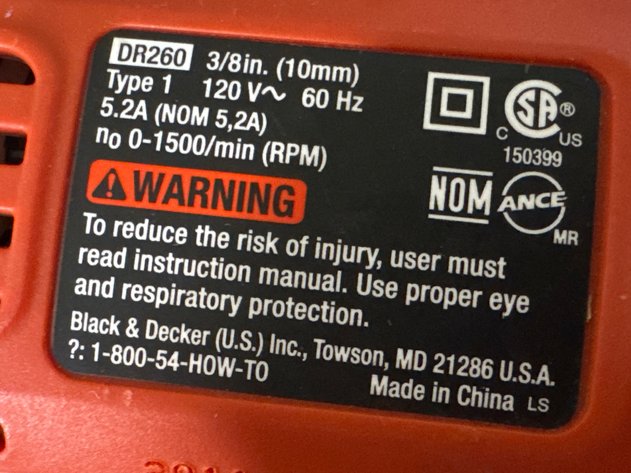 DR260 3/8in. (10mm)
Type 1 120 V~ 60 Hz
5.2A (NOM 5,2A)
no 0-1500/min (RPM)
SA ®
C US
150399
WARNING
NOM ANCE
MR
To reduce the risk of injury, user must
read instruction manual. Use proper eye
and respiratory protection.
Black & Decker (U.S.) Inc., Towson, MD 21286 U.S.A.
?: 1-800-54-HOW-TO
Made in China LS